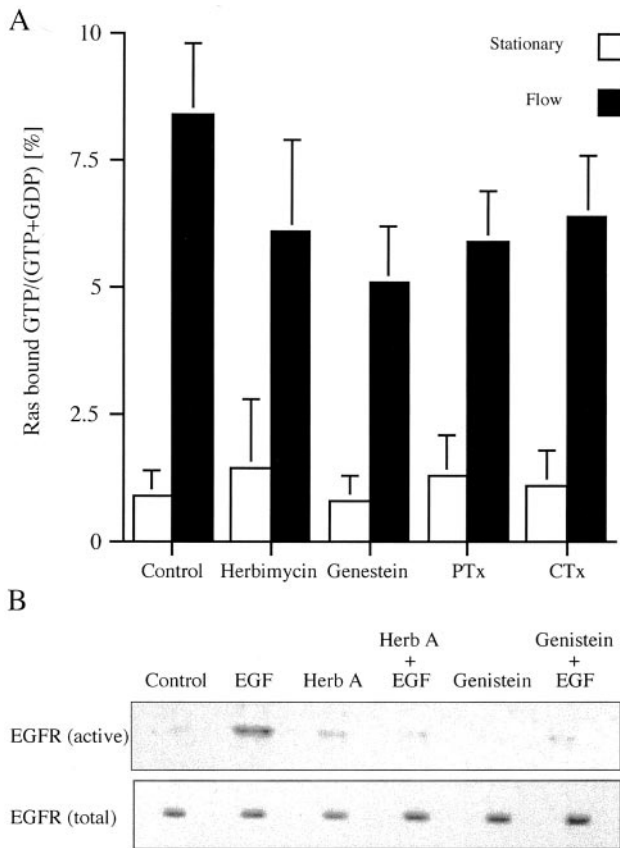 A
Ras bound GTP/(GTP+GDP) [%]
10
7.5
5
2.5
0
Stationary
Flow
Control Herbimycin Genestein PTx CTx
B
Control EGF Herb A Herb A + EGF Genistein Genistein + EGF
EGFR (active)
EGFR (total)